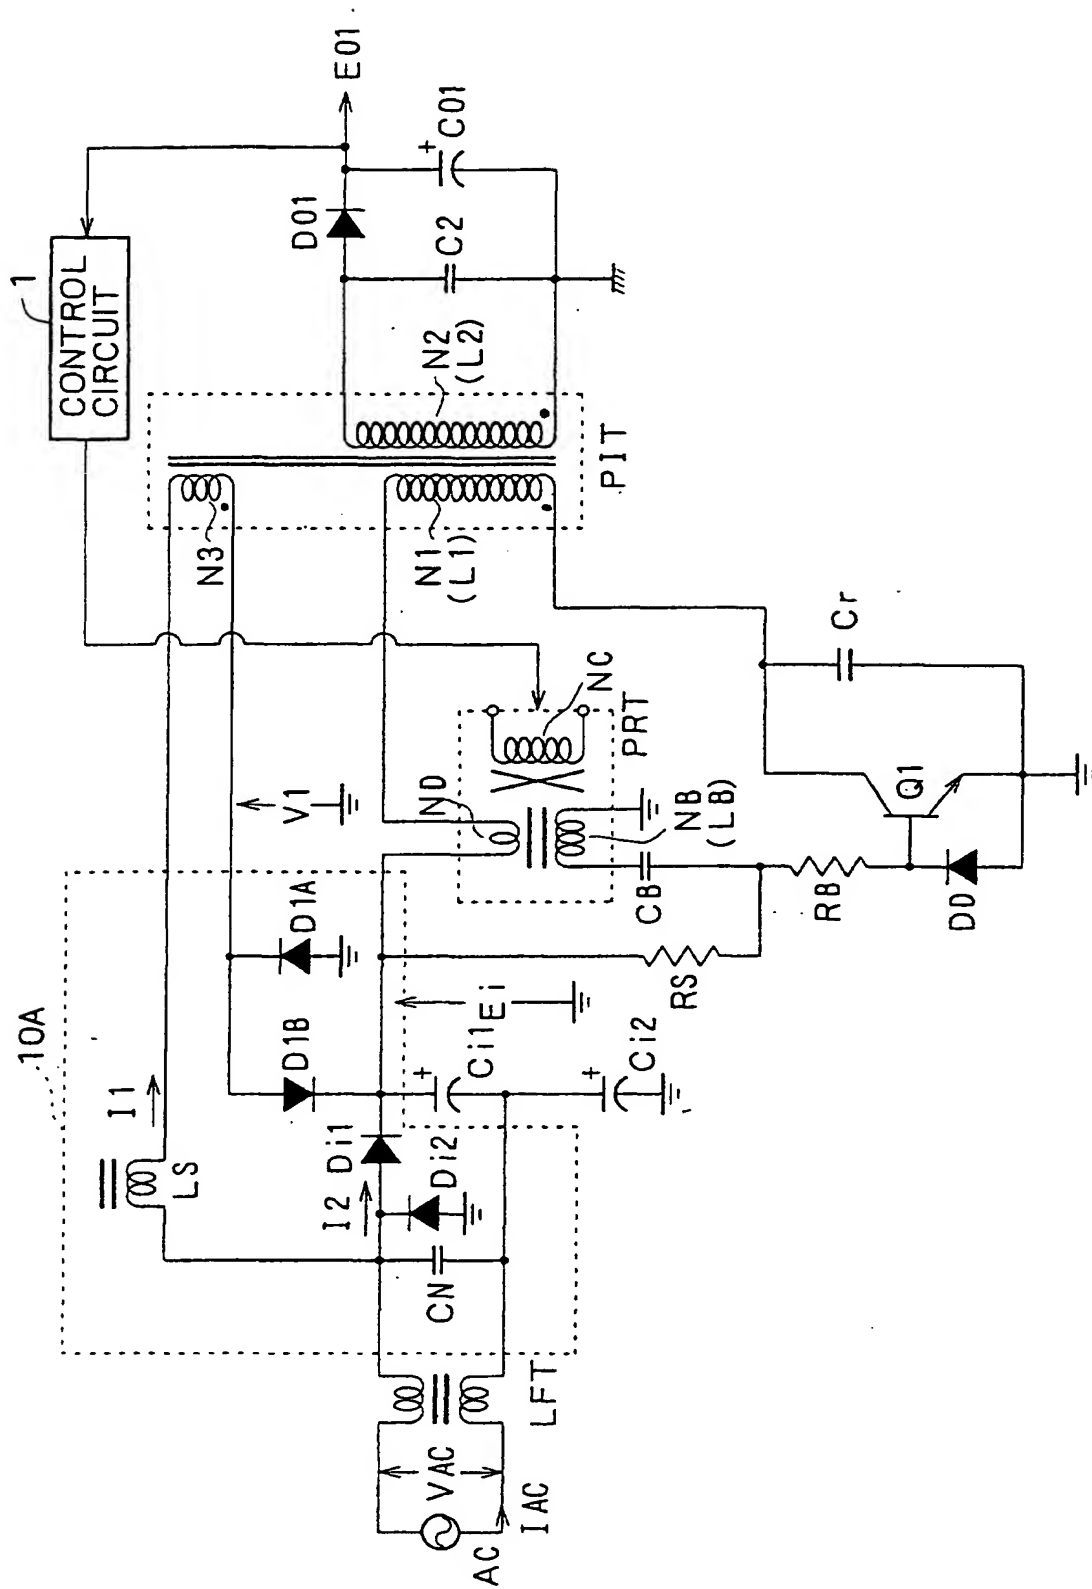 10A
1
CONTROL
CIRCUIT
I1
LS
D1B
D1A
V1
N3
D01
E01
I2
Di1
Di2
CN
+
Ci1
+
Ci2
Ei
ND
N1
(L1)
N2
(L2)
C2
+
C01
PIT
NC
PRT
NB
(LB)
CB
RS
RB
DD
Q1
Cr
LFT
VAC
AC
IAC